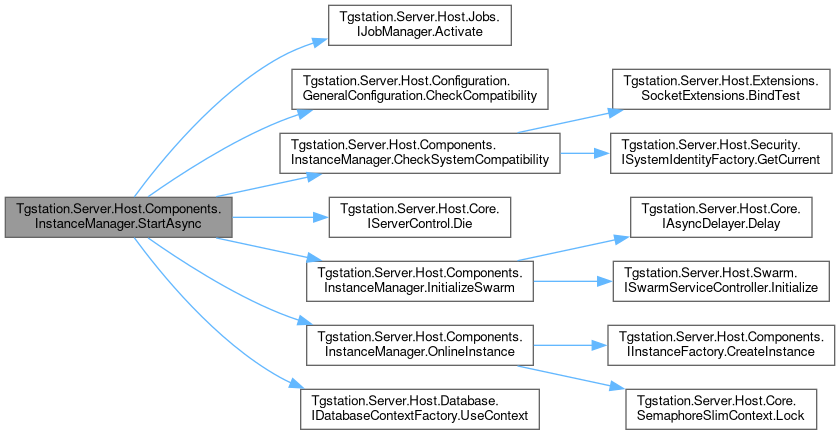 Tgstation.Server.Host.Components.
InstanceManager.StartAsync
Tgstation.Server.Host.Jobs.
IJobManager.Activate
Tgstation.Server.Host.Configuration.
GeneralConfiguration.CheckCompatibility
Tgstation.Server.Host.Components.
InstanceManager.CheckSystemCompatibility
Tgstation.Server.Host.Extensions.
SocketExtensions.BindTest
Tgstation.Server.Host.Security.
ISystemIdentityFactory.GetCurrent
Tgstation.Server.Host.Core.
IServerControl.Die
Tgstation.Server.Host.Components.
InstanceManager.InitializeSwarm
Tgstation.Server.Host.Core.
IAsyncDelayer.Delay
Tgstation.Server.Host.Swarm.
ISwarmServiceController.Initialize
Tgstation.Server.Host.Components.
InstanceManager.OnlineInstance
Tgstation.Server.Host.Components.
IInstanceFactory.CreateInstance
Tgstation.Server.Host.Core.
SemaphoreSlimContext.Lock
Tgstation.Server.Host.Database.
IDatabaseContextFactory.UseContext